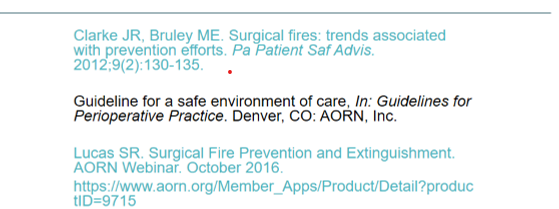 Clarke JR, Bruley ME. Surgical fires: trends associated
with prevention efforts. Pa Patient Saf Advis.
2012;9(2):130-135.
Guideline for a safe environment of care, In: Guidelines for
Perioperative Practice. Denver, CO: AORN, Inc.
Lucas SR. Surgical Fire Prevention and Extinguishment.
AORN Webinar. October 2016.
https://www.aorn.org/Member_Apps/Product/Detail?produc
tID=9715